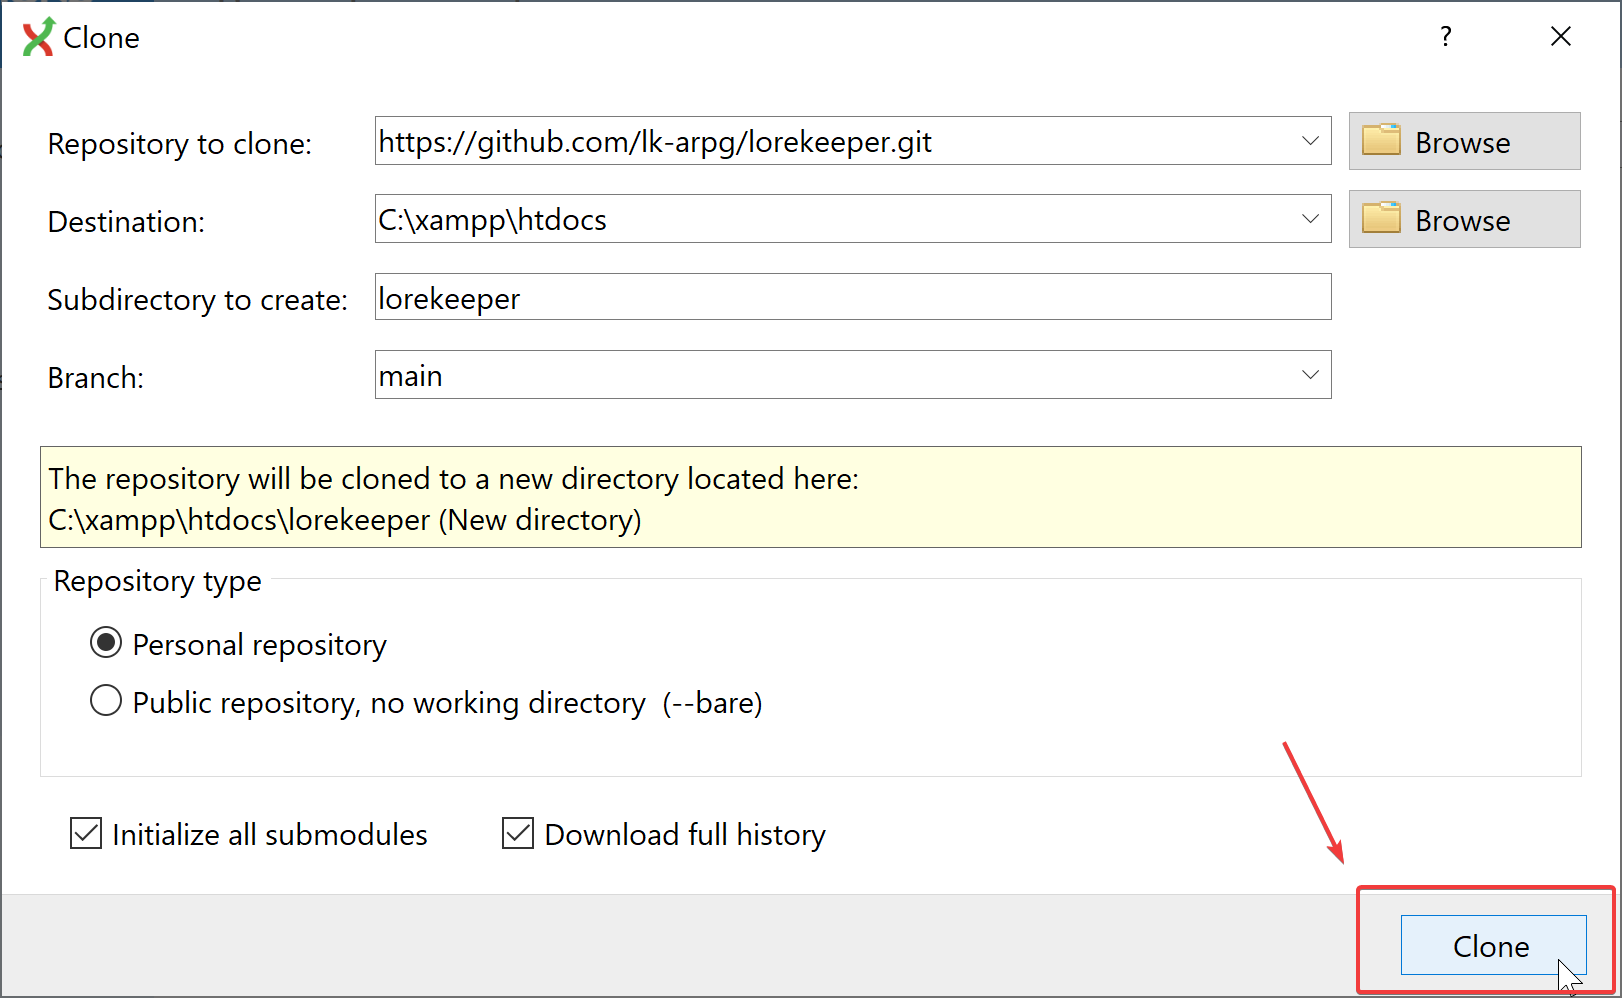 Clone ?
Repository to clone: https://github.com/lk-arpg/lorekeeper.git Browse
Destination: C:\xampp\htdocs Browse
Subdirectory to create: lorekeeper
Branch: main
The repository will be cloned to a new directory located here:
C:\xampp\htdocs\lorekeeper (New directory)
Repository type
Personal repository
Public repository, no working directory (--bare)
Initialize all submodules Download full history
Clone